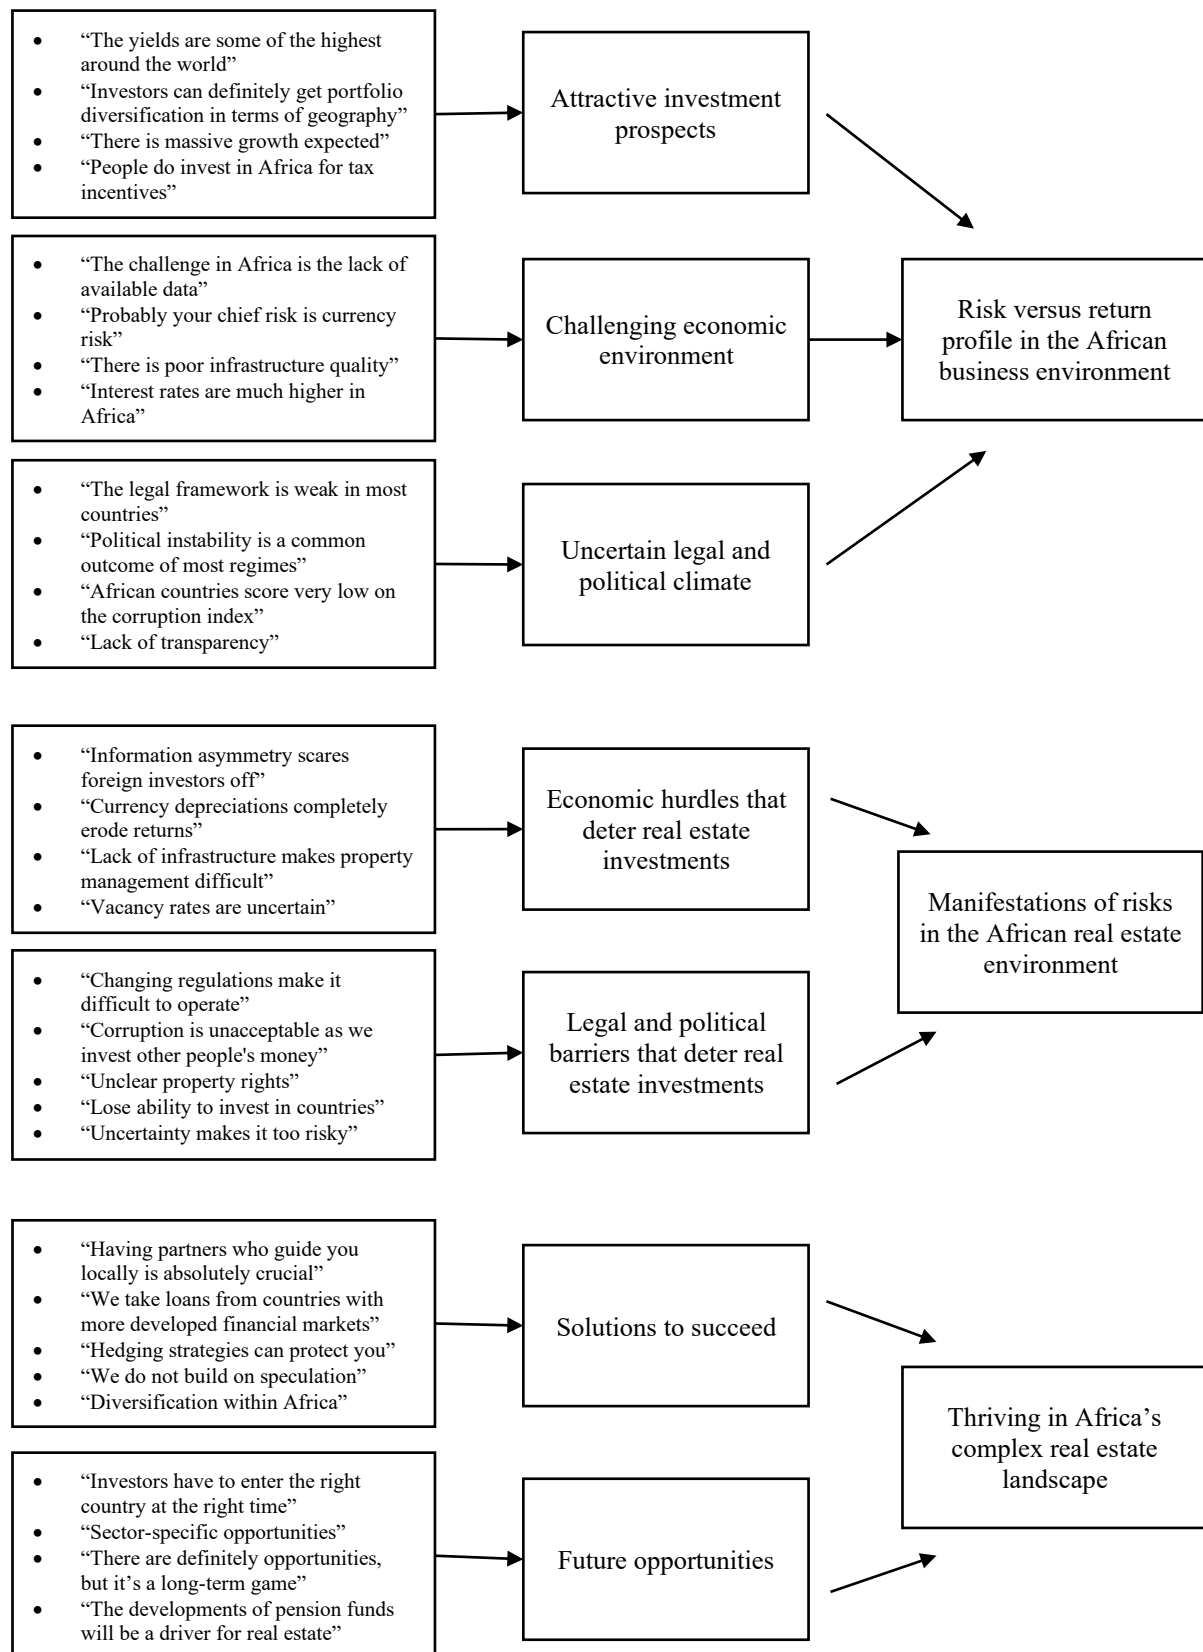 • “The yields are some of the highest
around the world”
• “Investors can definitely get portfolio
diversification in terms of geography”
• “There is massive growth expected”
• “People do invest in Africa for tax
incentives”
Attractive investment
prospects
• “The challenge in Africa is the lack of
available data”
• “Probably your chief risk is currency
risk”
• “There is poor infrastructure quality”
• “Interest rates are much higher in
Africa”
Challenging economic
environment
Risk versus return
profile in the African
business environment
• “The legal framework is weak in most
countries”
• “Political instability is a common
outcome of most regimes”
• “African countries score very low on
the corruption index”
• “Lack of transparency”
Uncertain legal and
political climate
• “Information asymmetry scares
foreign investors off”
• “Currency depreciations completely
erode returns”
• “Lack of infrastructure makes property
management difficult”
• “Vacancy rates are uncertain”
Economic hurdles that
deter real estate
investments
Manifestations of risks
in the African real estate
environment
• “Changing regulations make it
difficult to operate”
• “Corruption is unacceptable as we
invest other people's money”
• “Unclear property rights”
• “Lose ability to invest in countries”
• “Uncertainty makes it too risky”
Legal and political
barriers that deter real
estate investments
• “Having partners who guide you
locally is absolutely crucial”
• “We take loans from countries with
more developed financial markets”
• “Hedging strategies can protect you”
• “We do not build on speculation”
• “Diversification within Africa”
Solutions to succeed
Thriving in Africa’s
complex real estate
landscape
• “Investors have to enter the right
country at the right time”
• “Sector-specific opportunities”
• “There are definitely opportunities,
but it’s a long-term game”
• “The developments of pension funds
will be a driver for real estate”
Future opportunities